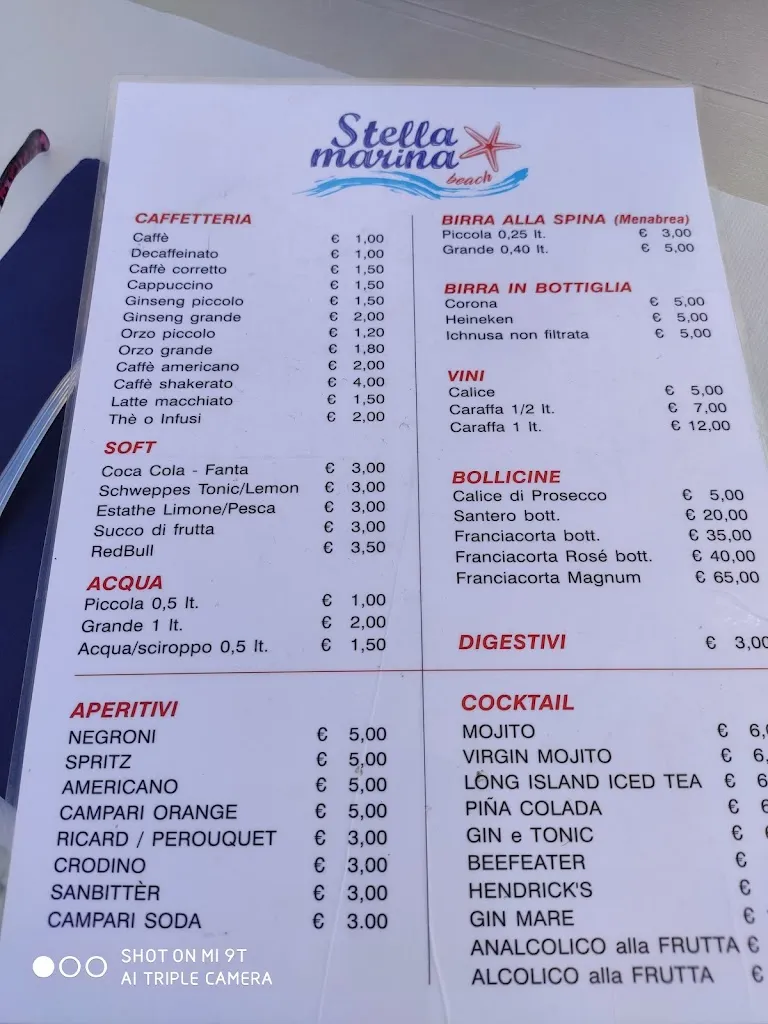 Stella
marina
beach
CAFFETTERIA
Caffè € 1,00
Decaffeinato € 1,00
Caffè corretto € 1,50
Cappuccino € 1,50
Ginseng piccolo € 1,50
Ginseng grande € 2,00
Orzo piccolo € 1,20
Orzo grande € 1,80
Caffè americano € 2,00
Caffè shakerato € 4,00
Latte macchiato € 1,50
Thè o Infusi € 2,00
SOFT
Coca Cola - Fanta € 3,00
Schweppes Tonic/Lemon € 3,00
Estathe Limone/Pesca € 3,00
Succo di frutta € 3,00
RedBull € 3,50
ACQUA
Piccola 0,5 lt. € 1,00
Grande 1 lt. € 2,00
Acqua/sciroppo 0,5 lt. € 1,50
BIRRA ALLA SPINA (Menabrea)
Piccola 0,25 lt. € 3,00
Grande 0,40 lt. € 5,00
BIRRA IN BOTTIGLIA
Corona € 5,00
Heineken € 5,00
Ichnusa non filtrata € 5,00
VINI
Calice € 5,00
Caraffa 1/2 lt. € 7,00
Caraffa 1 lt. € 12,00
BOLLICINE
Calice di Prosecco € 5,00
Santero bott. € 20,00
Franciacorta bott. € 35,00
Franciacorta Rosé bott. € 40,00
Franciacorta Magnum € 65,00
DIGESTIVI € 3,00
APERITIVI
NEGRONI € 5,00
SPRITZ € 5,00
AMERICANO € 5,00
CAMPARI ORANGE € 5,00
RICARD / PEROUQUET € 3,00
CRODINO € 3,00
SANBITTÈR € 3,00
CAMPARI SODA € 3.00
COCKTAIL
MOJITO € 6,
VIRGIN MOJITO € 6,
LONG ISLAND ICED TEA € 6
PIÑA COLADA €
GIN e TONIC €
BEEFEATER €
HENDRICK'S €
GIN MARE €
ANALCOLICO alla FRUTTA €
ALCOLICO alla FRUTTA €
SHOT ON MI 9T
AI TRIPLE CAMERA